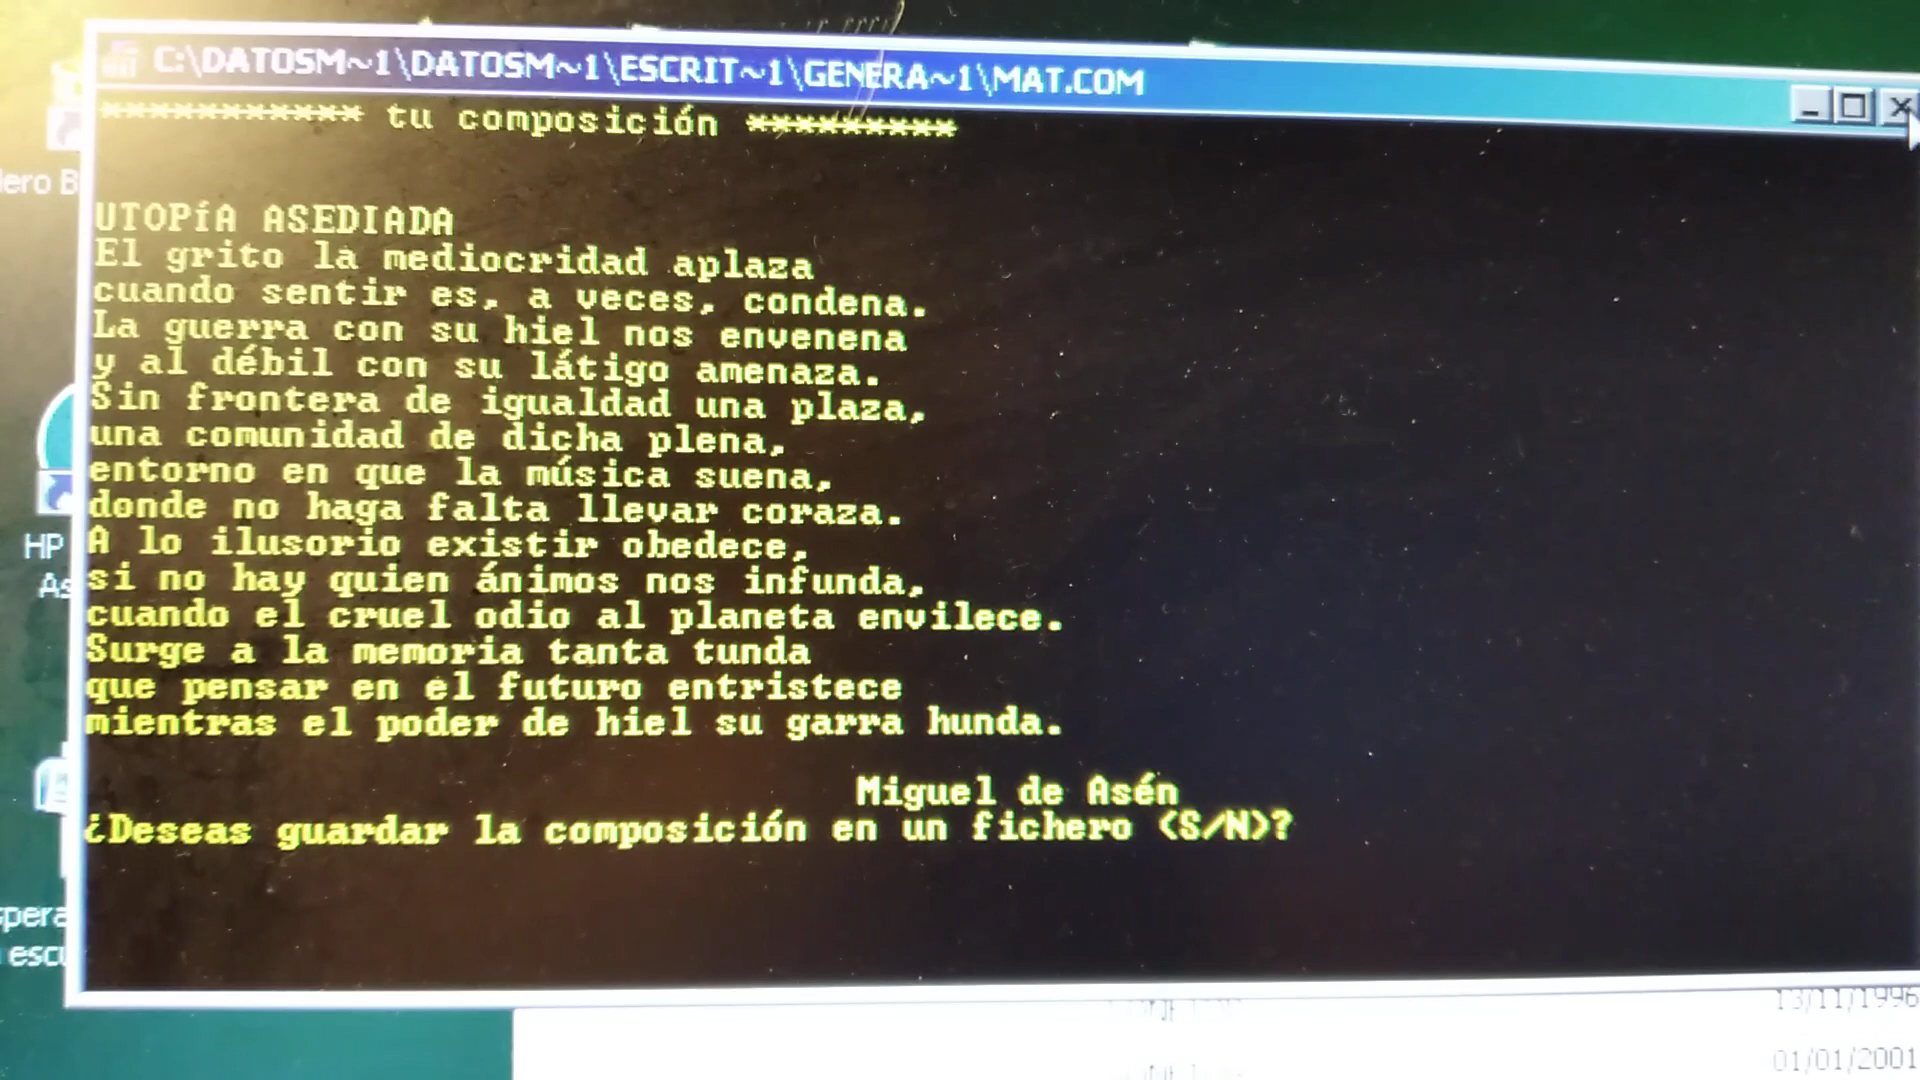 C:\DATOSM~1\DATOSM~1\ESCRIT~1\GENERA~1\MAT.COM
*********** tu composición *********
UTOPíA ASEDIADA
El grito la mediocridad aplaza
cuando sentir es, a veces, condena.
La guerra con su hiel nos envenena
y al débil con su látigo amenaza.
Sin frontera de igualdad una plaza,
una comunidad de dicha plena,
entorno en que la música suena,
donde no haga falta llevar coraza.
A lo ilusorio existir obedece,
si no hay quien ánimos nos infunda,
cuando el cruel odio al planeta envilece.
Surge a la memoria tanta tunda
que pensar en el futuro entristece
mientras el poder de hiel su garra hunda.
Miguel de Asén
¿Deseas guardar la composición en un fichero (S/N)?
HP
As
13/11/1996
01/01/2001